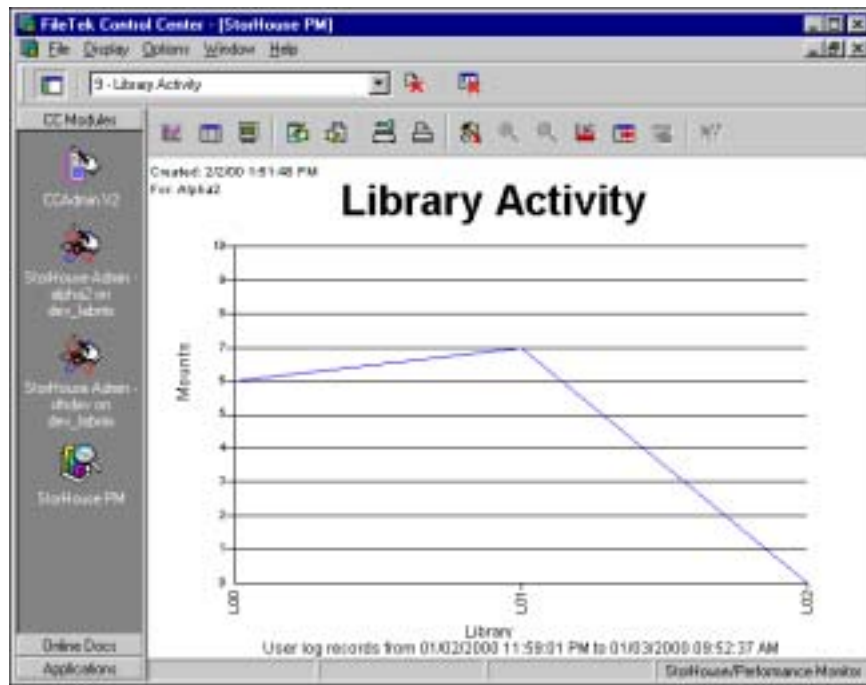 FileTek Control Center - [StorHouse PM]
File Display Options Window Help
9 - Library Activity
CC Modules
CCAdmin V2
StorHouse Admin -
alpha2 on
dev_labnis
StorHouse Admin -
on
dev_labnis
StorHouse PM
Online Docs
Applications
Created: 2/2/00 1:51:48 PM
For: Alpha2
Library Activity
Mounts
10
9
8
7
6
5
4
3
2
1
0
L00
L01
L02
Library
User log records from 01/02/2000 11:59:01 PM to 01/03/2000 09:52:37 AM
StorHouse/Performance Monitor